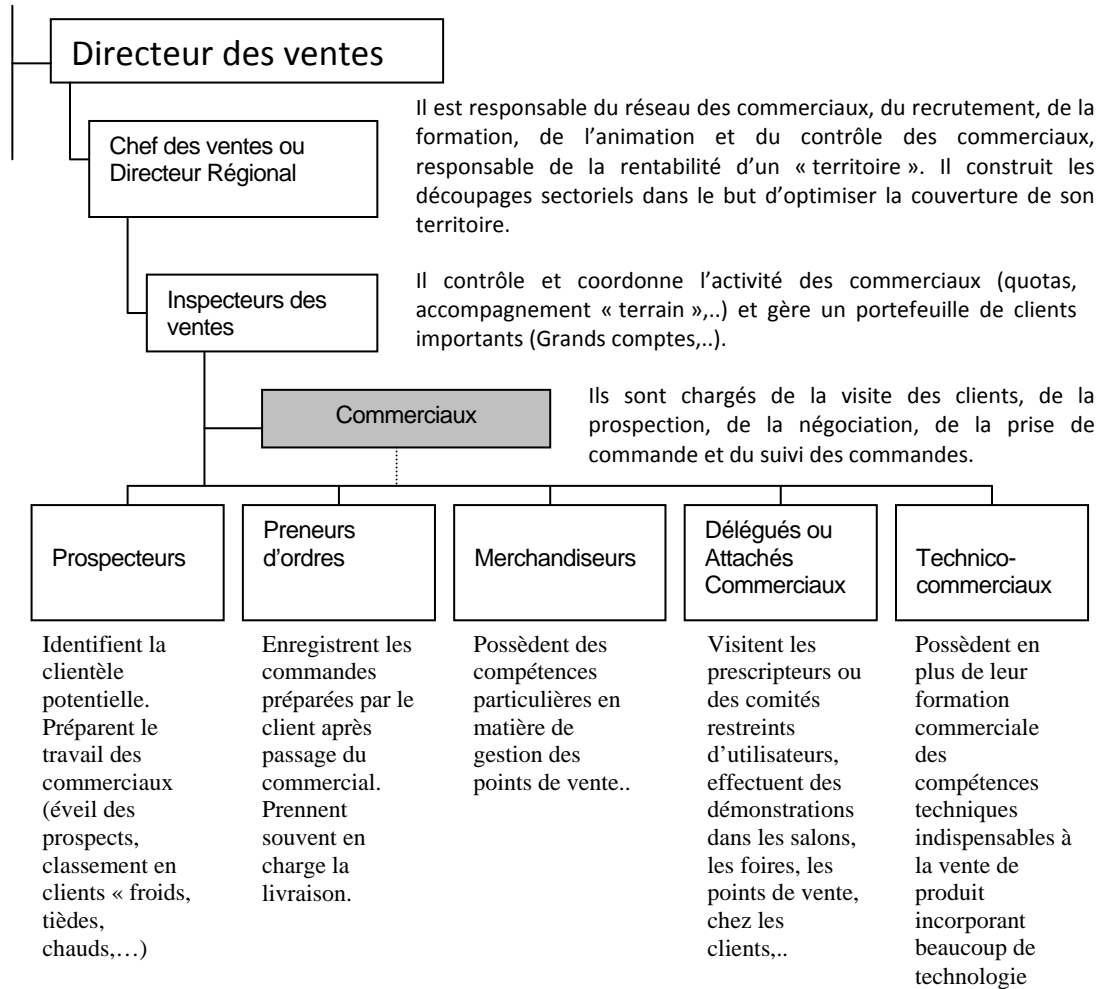 Directeur des ventes
Chef des ventes ou
Directeur Régional
Il est responsable du réseau des commerciaux, du recrutement, de la
formation, de l’animation et du contrôle des commerciaux,
responsable de la rentabilité d’un « territoire ». Il construit les
découpages sectoriels dans le but d’optimiser la couverture de son
territoire.
Inspecteurs des
ventes
Il contrôle et coordonne l’activité des commerciaux (quotas,
accompagnement « terrain »,..) et gère un portefeuille de clients
importants (Grands comptes,..).
Commerciaux
Ils sont chargés de la visite des clients, de la
prospection, de la négociation, de la prise de
commande et du suivi des commandes.
Prospecteurs
Identifient la
clientèle
potentielle.
Préparent le
travail des
commerciaux
(éveil des
prospects,
classement en
clients « froids,
tièdes,
chauds,…)
Preneurs
d’ordres
Enregistrent les
commandes
préparées par le
client après
passage du
commercial.
Prennent
souvent en
charge la
livraison.
Merchandiseurs
Possèdent des
compétences
particulières en
matière de
gestion des
points de vente..
Délégués ou
Attachés
Commerciaux
Visitent les
prescripteurs ou
des comités
restreints
d’utilisateurs,
effectuent des
démonstrations
dans les salons,
les foires, les
points de vente,
chez les
clients,..
Technico-
commerciaux
Possèdent en
plus de leur
formation
commerciale
des
compétences
techniques
indispensables à
la vente de
produit
incorporant
beaucoup de
technologie